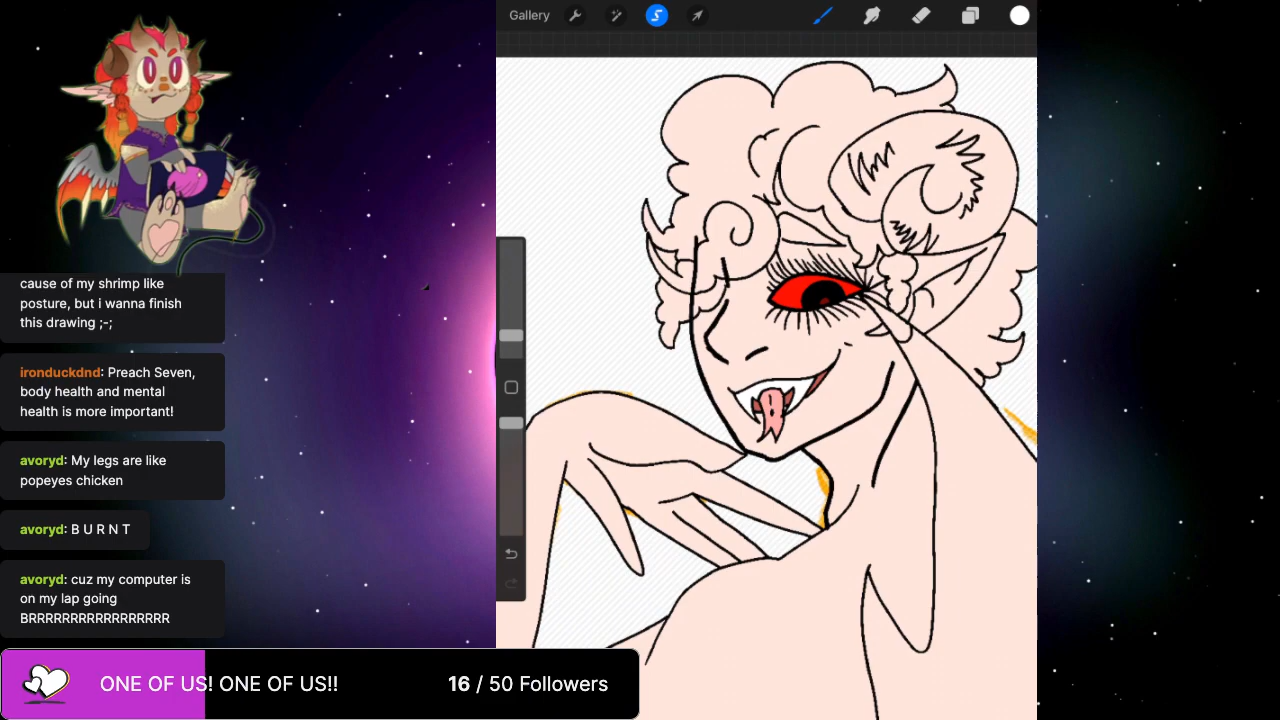 Gallery
cause of my shrimp like
posture, but i wanna finish
this drawing ;-;
ironduckdnd: Preach Seven,
body health and mental
health is more important!
avoryd: My legs are like
popeyes chicken
avoryd: B U R N T
avoryd: cuz my computer is
on my lap going
BRRRRRRRRRRRRRRRRR
ONE OF US! ONE OF US!! 16 / 50 Followers